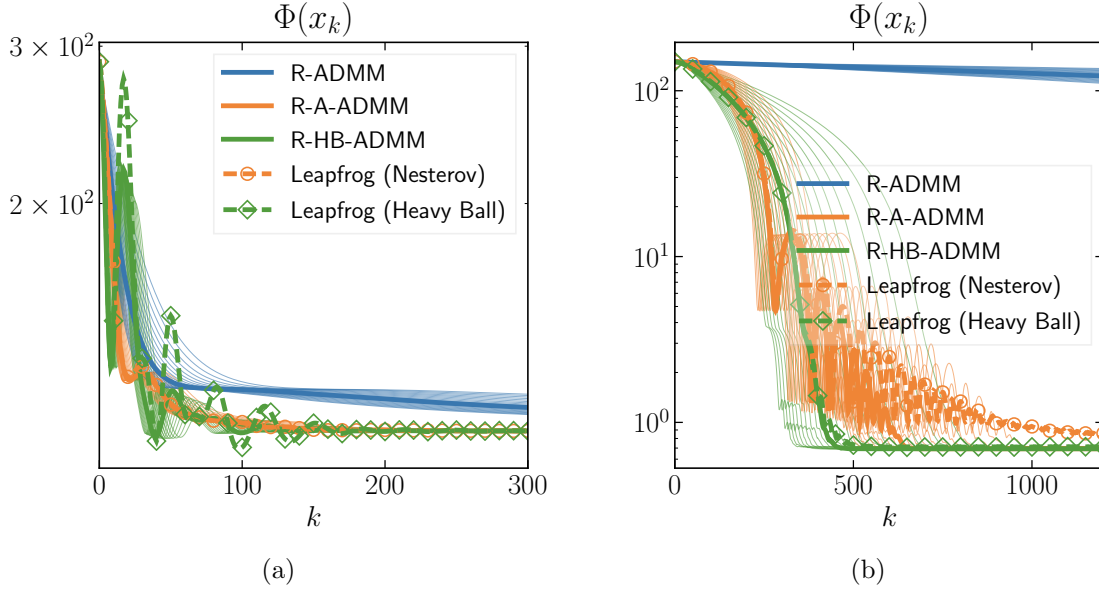 Φ(x_k)
3 × 10^2
2 × 10^2
R-ADMM
R-A-ADMM
R-HB-ADMM
Leapfrog (Nesterov)
Leapfrog (Heavy Ball)
0 100 200 300
k
(a)
Φ(x_k)
10^2
10^1
10^0
R-ADMM
R-A-ADMM
R-HB-ADMM
Leapfrog (Nesterov)
Leapfrog (Heavy Ball)
0 500 1000
k
(b)